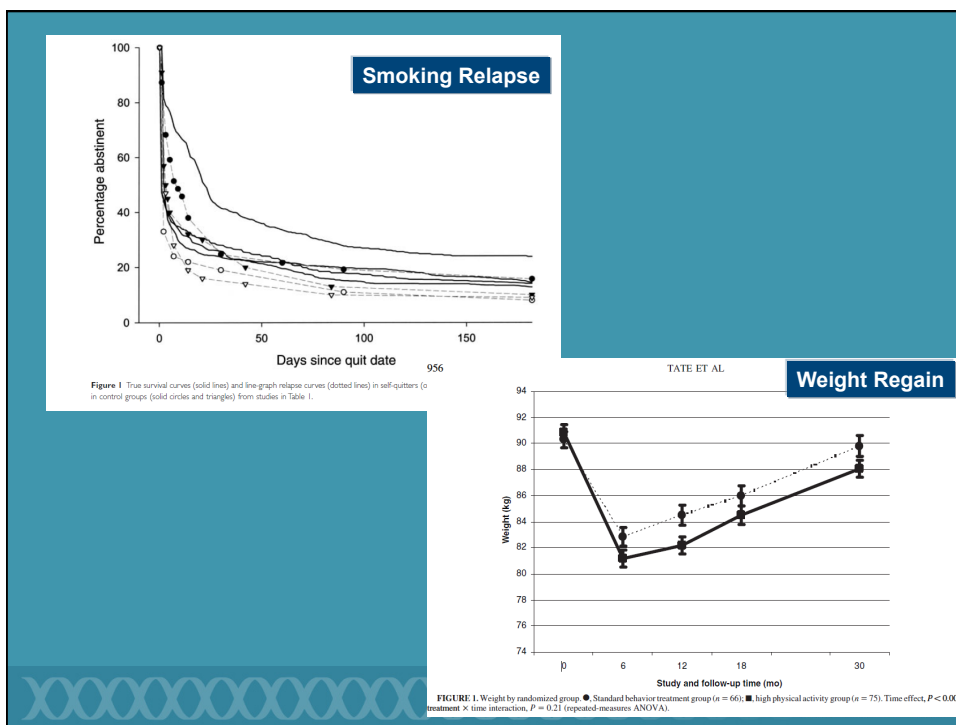 Smoking Relapse
100
80
60
40
20
0
Percentage abstinent
0 50 100 150
Days since quit date
Figure 1 True survival curves (solid lines) and line-graph relapse curves (dotted lines) in self-quitters (o
in control groups (solid circles and triangles) from studies in Table 1.
956
TATE ET AL
Weight Regain
94
92
90
88
86
84
82
80
78
76
74
Weight (kg)
0 6 12 18 30
Study and follow-up time (mo)
FIGURE 1. Weight by randomized group. ●, Standard behavior treatment group (n = 66); ■, high physical activity group (n = 75). Time effect, P < 0.00
treatment × time interaction, P = 0.21 (repeated-measures ANOVA).